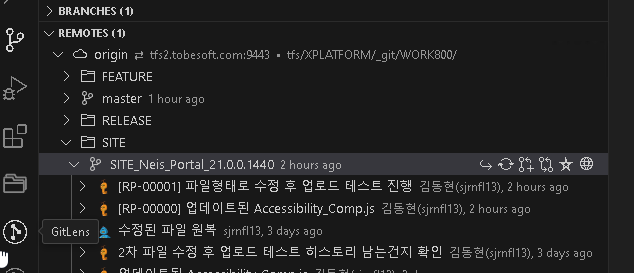 BRANCHES (1)
REMOTES (1)
origin ⇄ tfs2.tobesoft.com:9443 • tfs/XPLATFORM/_git/WORK800/
FEATURE
master 1 hour ago
RELEASE
SITE
SITE_Neis_Portal_21.0.0.1440 2 hours ago
[RP-00001] 파일형태로 수정 후 업로드 테스트 진행 김동현(sjrnfl13), 2 hours ago
[RP-00000] 업데이트된 Accessibility_Comp.js 김동현(sjrnfl13), 2 hours ago
GitLens
수정된 파일 원복 sjrnfl13, 3 days ago
2차 파일 수정 후 업로드 테스트 히스토리 남는건지 확인 김동현(sjrnfl13), 3 days ago